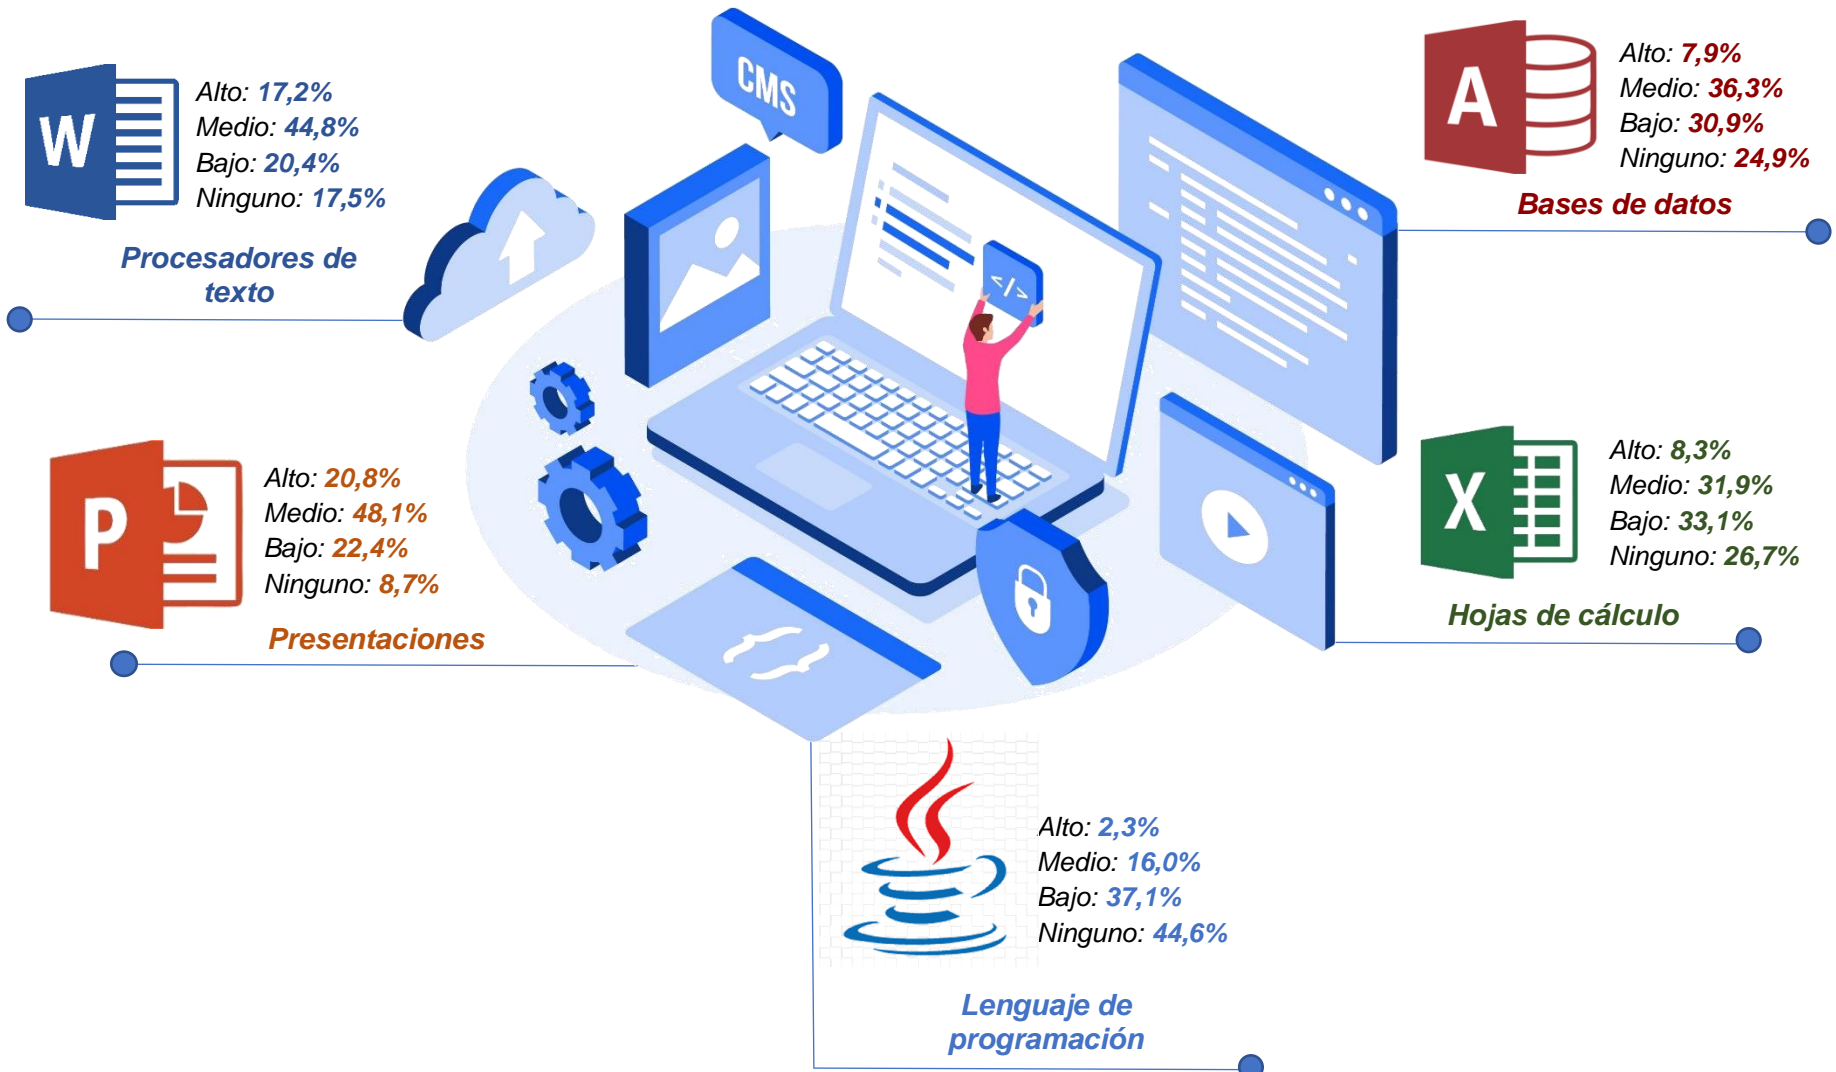 CMS
W
Alto: 17,2%
Medio: 44,8%
Bajo: 20,4%
Ninguno: 17,5%
Procesadores de
texto
A
Alto: 7,9%
Medio: 36,3%
Bajo: 30,9%
Ninguno: 24,9%
Bases de datos
</>
P
Alto: 20,8%
Medio: 48,1%
Bajo: 22,4%
Ninguno: 8,7%
Presentaciones
X
Alto: 8,3%
Medio: 31,9%
Bajo: 33,1%
Ninguno: 26,7%
Hojas de cálculo
{ }
Alto: 2,3%
Medio: 16,0%
Bajo: 37,1%
Ninguno: 44,6%
Lenguaje de
programación